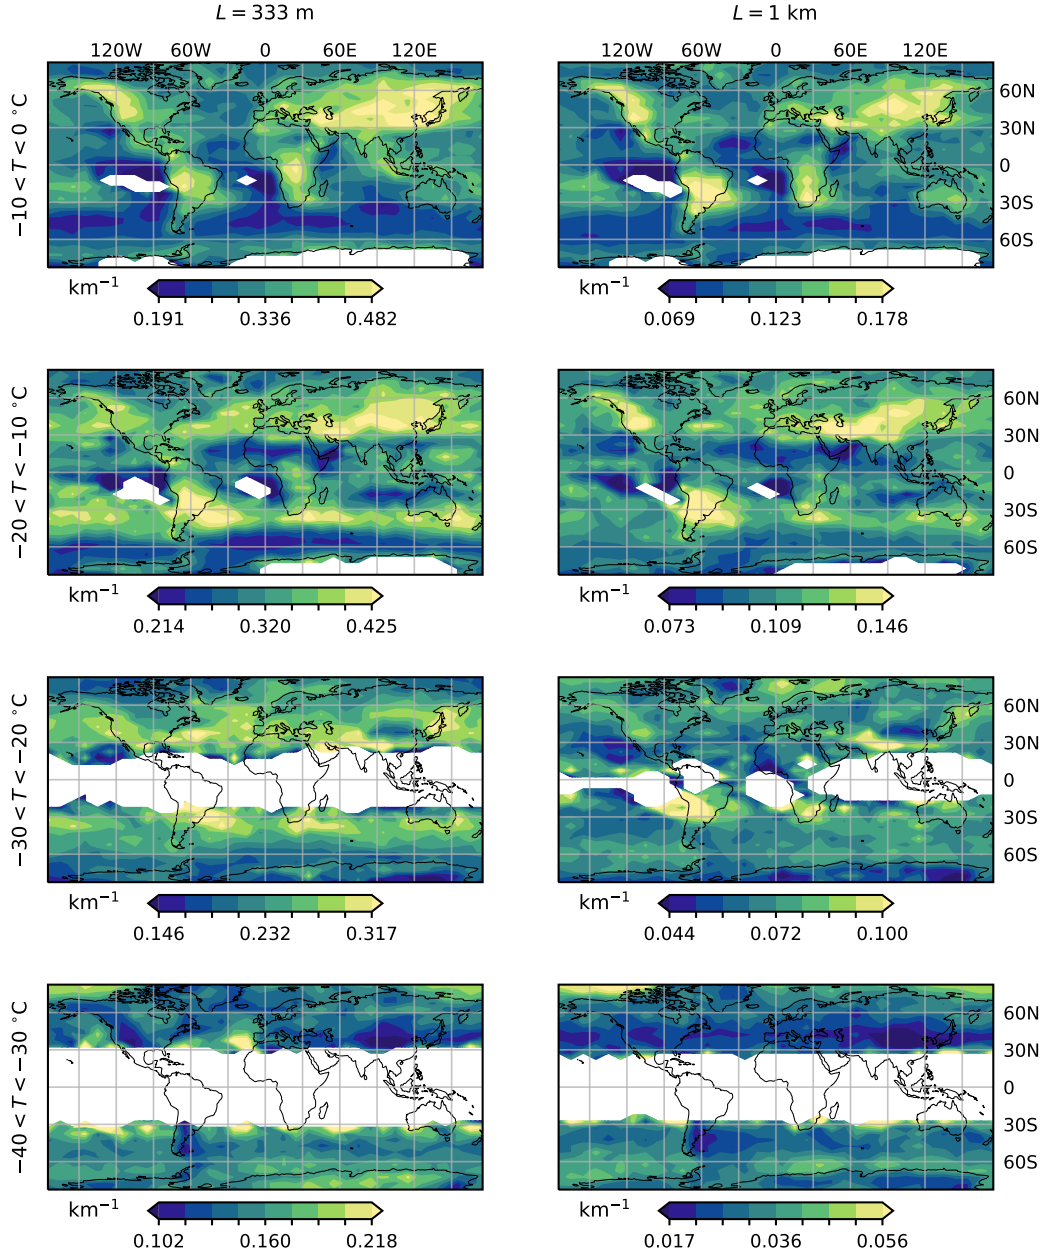 L = 333 m L = 1 km
120W 60W 0 60E 120E 120W 60W 0 60E 120E
−10 < T < 0 °C
60N
30N
0
30S
60S
km⁻¹ km⁻¹
0.191 0.336 0.482 0.069 0.123 0.178
−20 < T < −10 °C
60N
30N
0
30S
60S
km⁻¹ km⁻¹
0.214 0.320 0.425 0.073 0.109 0.146
−30 < T < −20 °C
60N
30N
0
30S
60S
km⁻¹ km⁻¹
0.146 0.232 0.317 0.044 0.072 0.100
−40 < T < −30 °C
60N
30N
0
30S
60S
km⁻¹ km⁻¹
0.102 0.160 0.218 0.017 0.036 0.056